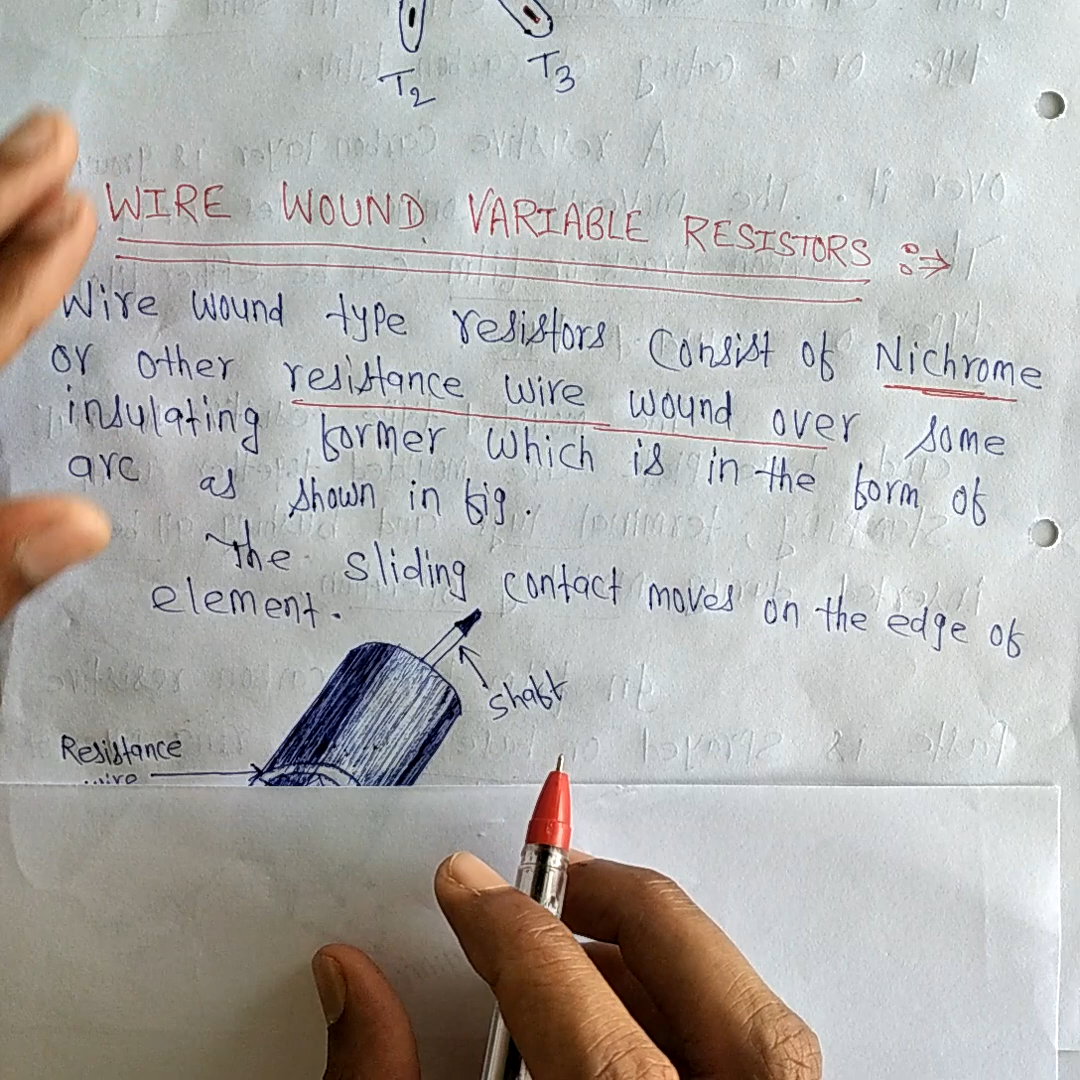 T2 T3
WIRE WOUND VARIABLE RESISTORS :⇒
Wire wound type resistors consist of Nichrome
or other resistance wire wound over some
insulating former which is in the form of
arc as shown in fig.
The sliding contact moves on the edge of
element.
Shaft
Resistance
wire